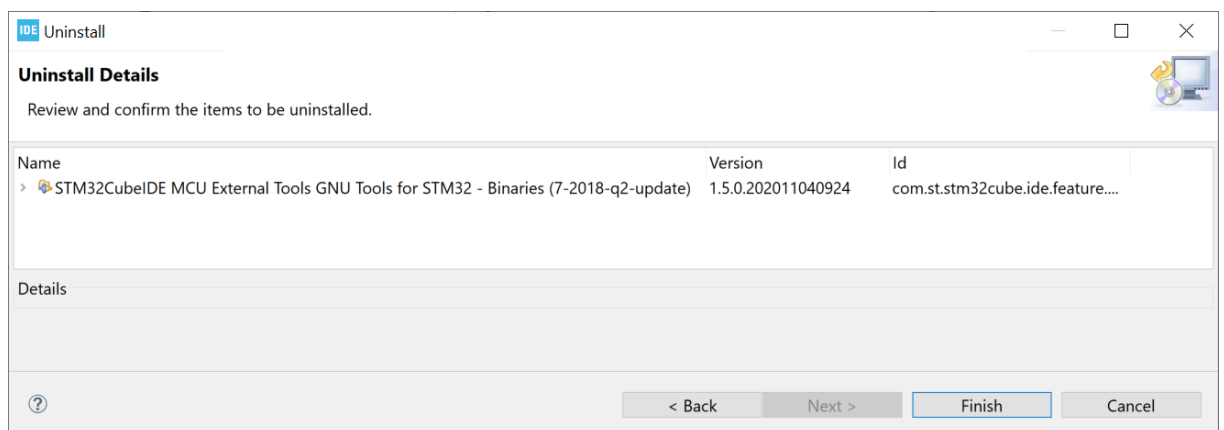 IDE Uninstall
Uninstall Details
Review and confirm the items to be uninstalled.
Name Version Id
STM32CubeIDE MCU External Tools GNU Tools for STM32 - Binaries (7-2018-q2-update) 1.5.0.202011040924 com.st.stm32cube.ide.feature....
Details
? < Back Next > Finish Cancel